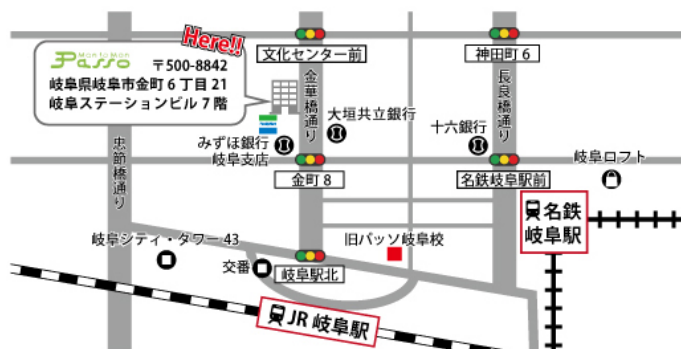 Here!!
Man to Man
Passo
〒500-8842
岐阜県岐阜市金町6丁目21
岐阜ステーションビル7階
文化センター前
神田町6
金華橋通り
長良橋通り
忠節橋通り
みずほ銀行
岐阜支店
大垣共立銀行
十六銀行
岐阜ロフト
金町8
名鉄岐阜駅前
名鉄
岐阜駅
岐阜シティ・タワー43
交番
岐阜駅北
旧パッソ岐阜校
JR岐阜駅